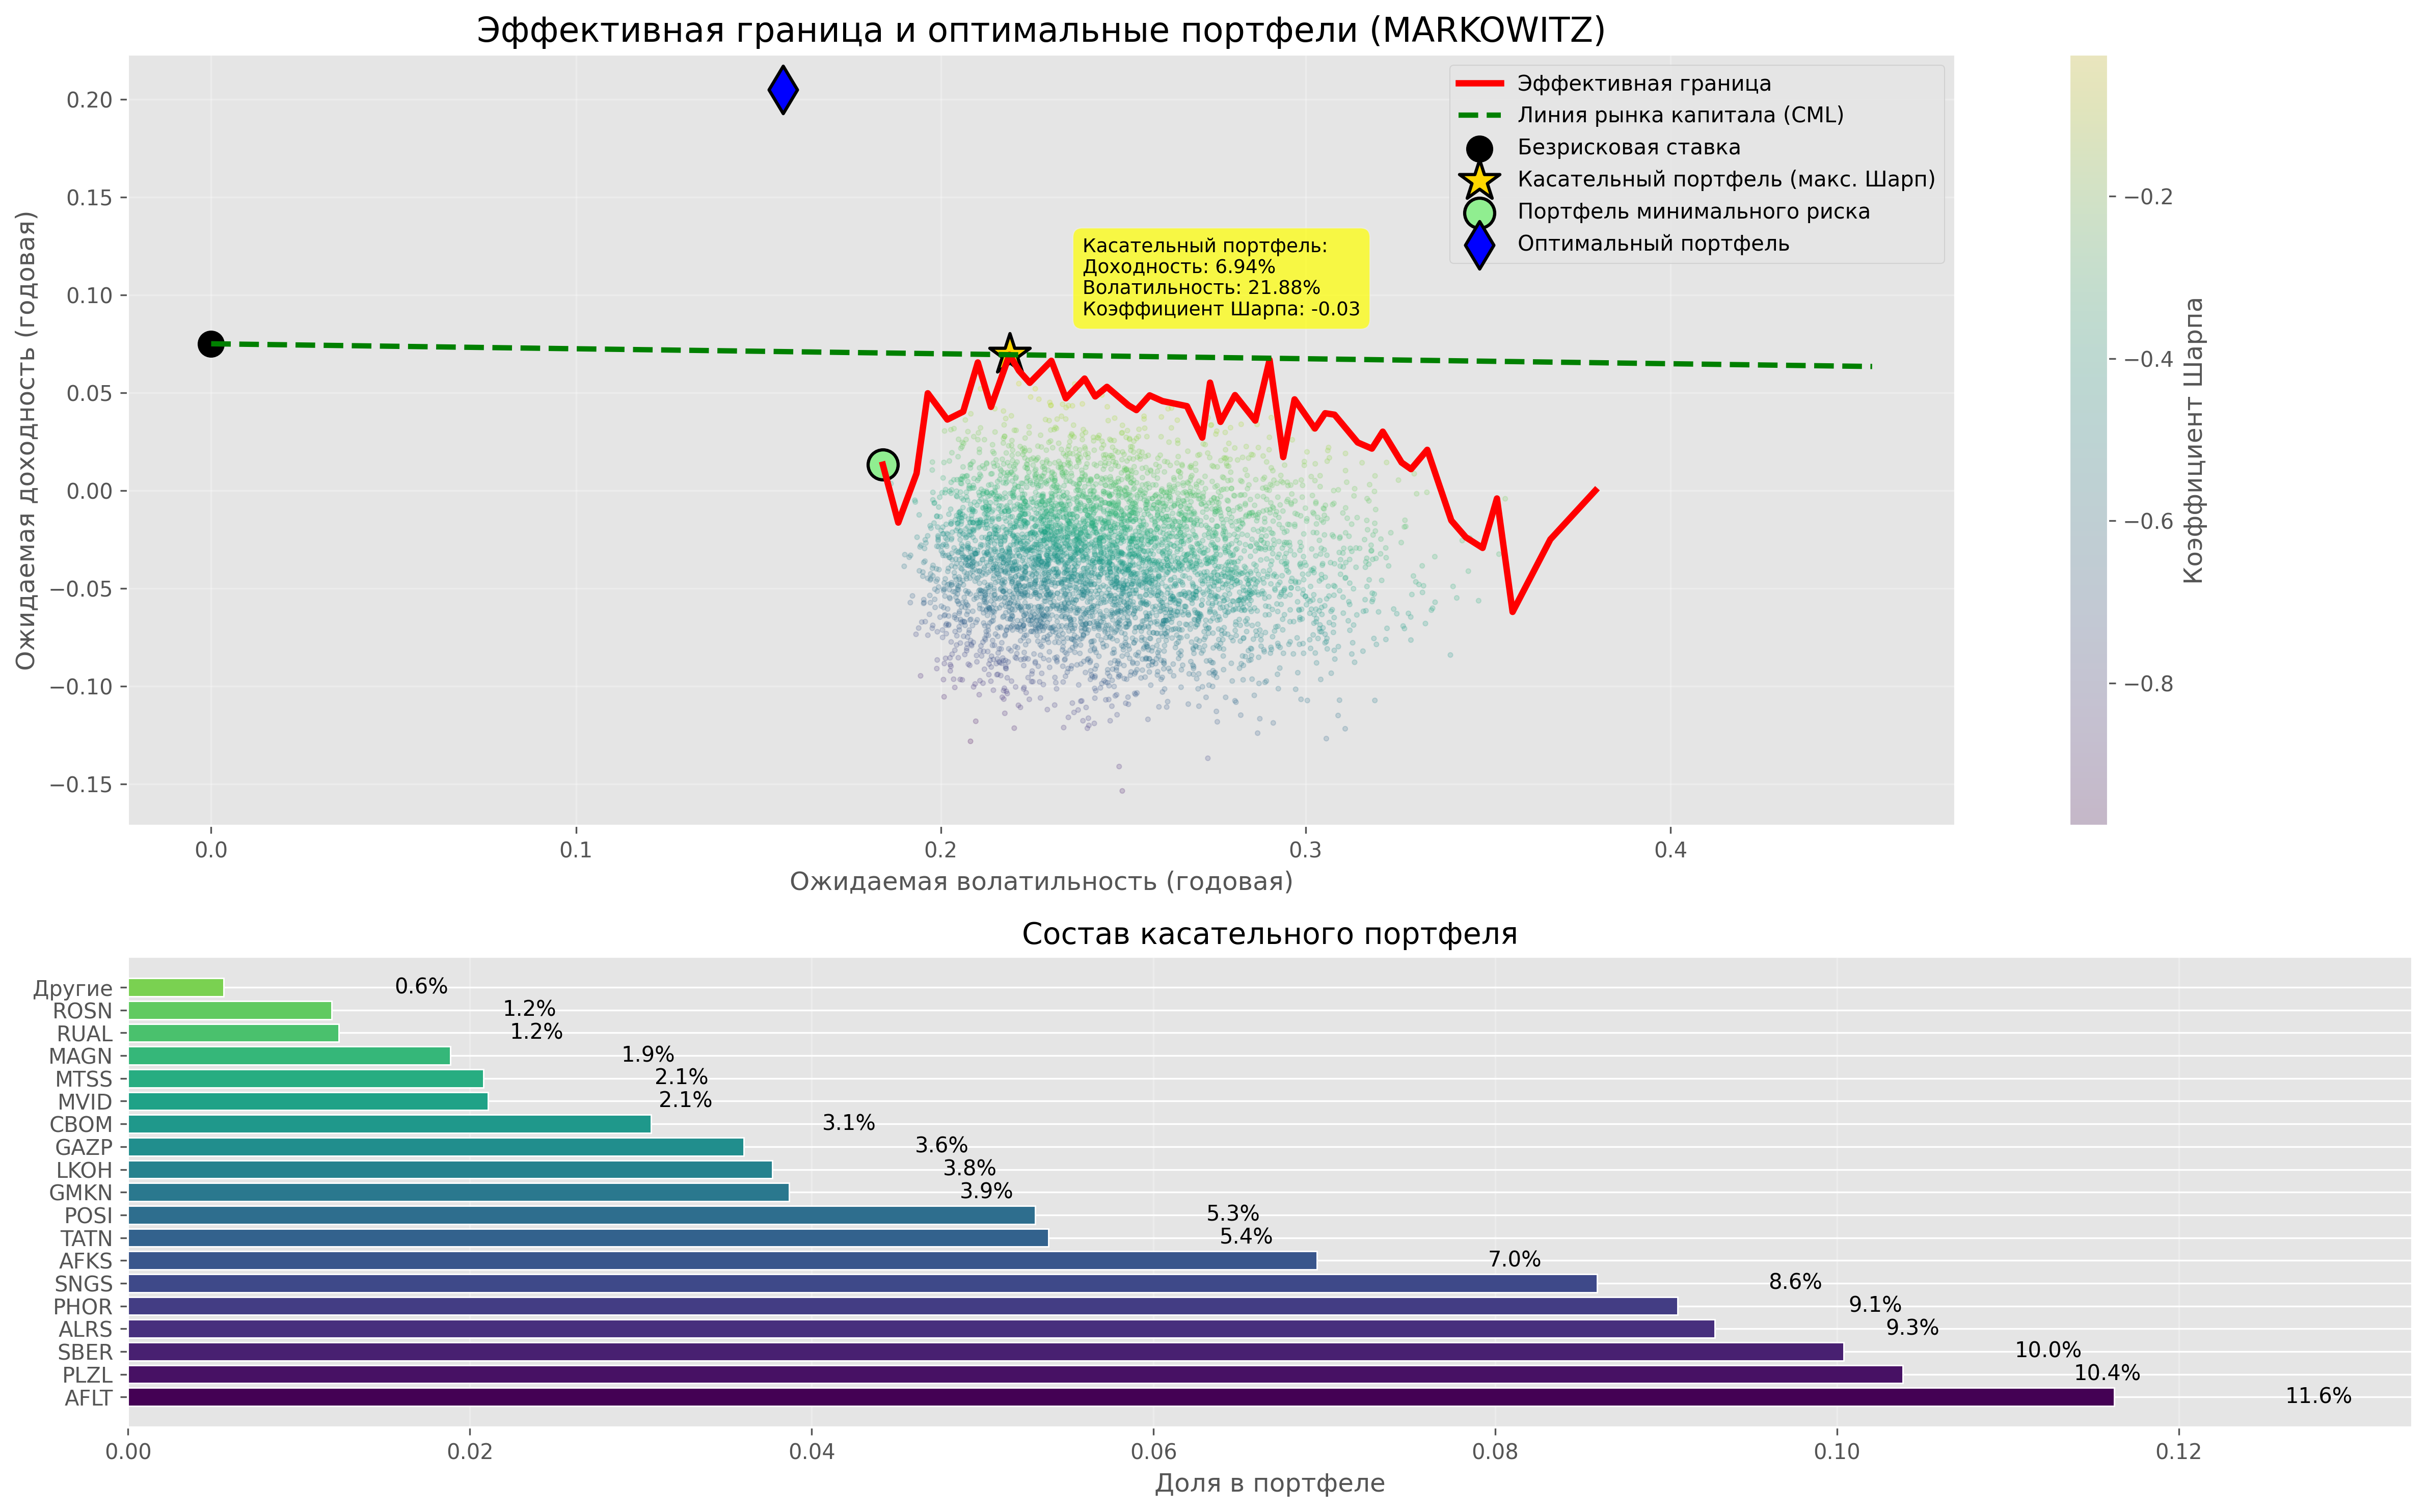 Эффективная граница и оптимальные портфели (MARKOWITZ)
Эффективная граница
Линия рынка капитала (CML)
Безрисковая ставка
Касательный портфель (макс. Шарп)
Портфель минимального риска
Оптимальный портфель
Касательный портфель:
Доходность: 6.94%
Волатильность: 21.88%
Коэффициент Шарпа: -0.03
Ожидаемая доходность (годовая)
0.20
0.15
0.10
0.05
0.00
−0.05
−0.10
−0.15
0.0
0.1
0.2
0.3
0.4
Ожидаемая волатильность (годовая)
−0.2
−0.4
−0.6
−0.8
Коэффициент Шарпа
Состав касательного портфеля
Другие 0.6%
ROSN 1.2%
RUAL 1.2%
MAGN 1.9%
MTSS 2.1%
MVID 2.1%
CBOM 3.1%
GAZP 3.6%
LKOH 3.8%
GMKN 3.9%
POSI 5.3%
TATN 5.4%
AFKS 7.0%
SNGS 8.6%
PHOR 9.1%
ALRS 9.3%
SBER 10.0%
PLZL 10.4%
AFLT 11.6%
0.00
0.02
0.04
0.06
0.08
0.10
0.12
Доля в портфеле